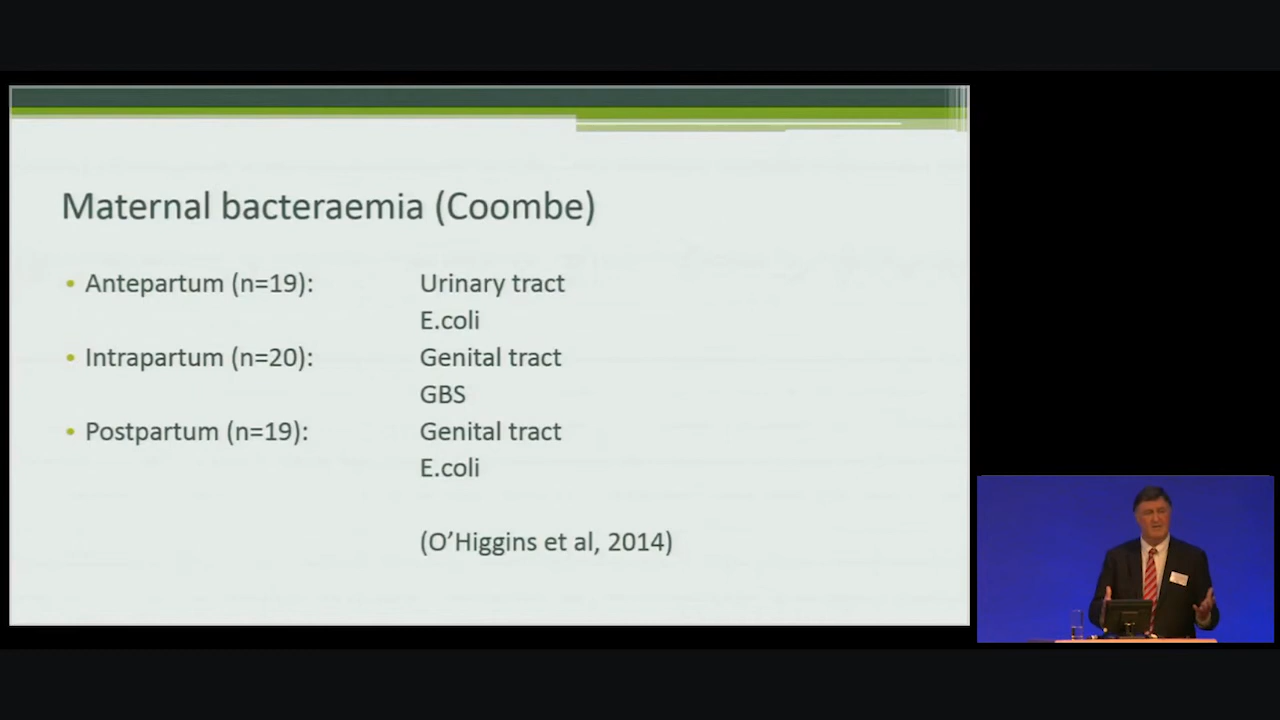 Maternal bacteraemia (Coombe)
• Antepartum (n=19): Urinary tract
E.coli
• Intrapartum (n=20): Genital tract
GBS
• Postpartum (n=19): Genital tract
E.coli
(O’Higgins et al, 2014)